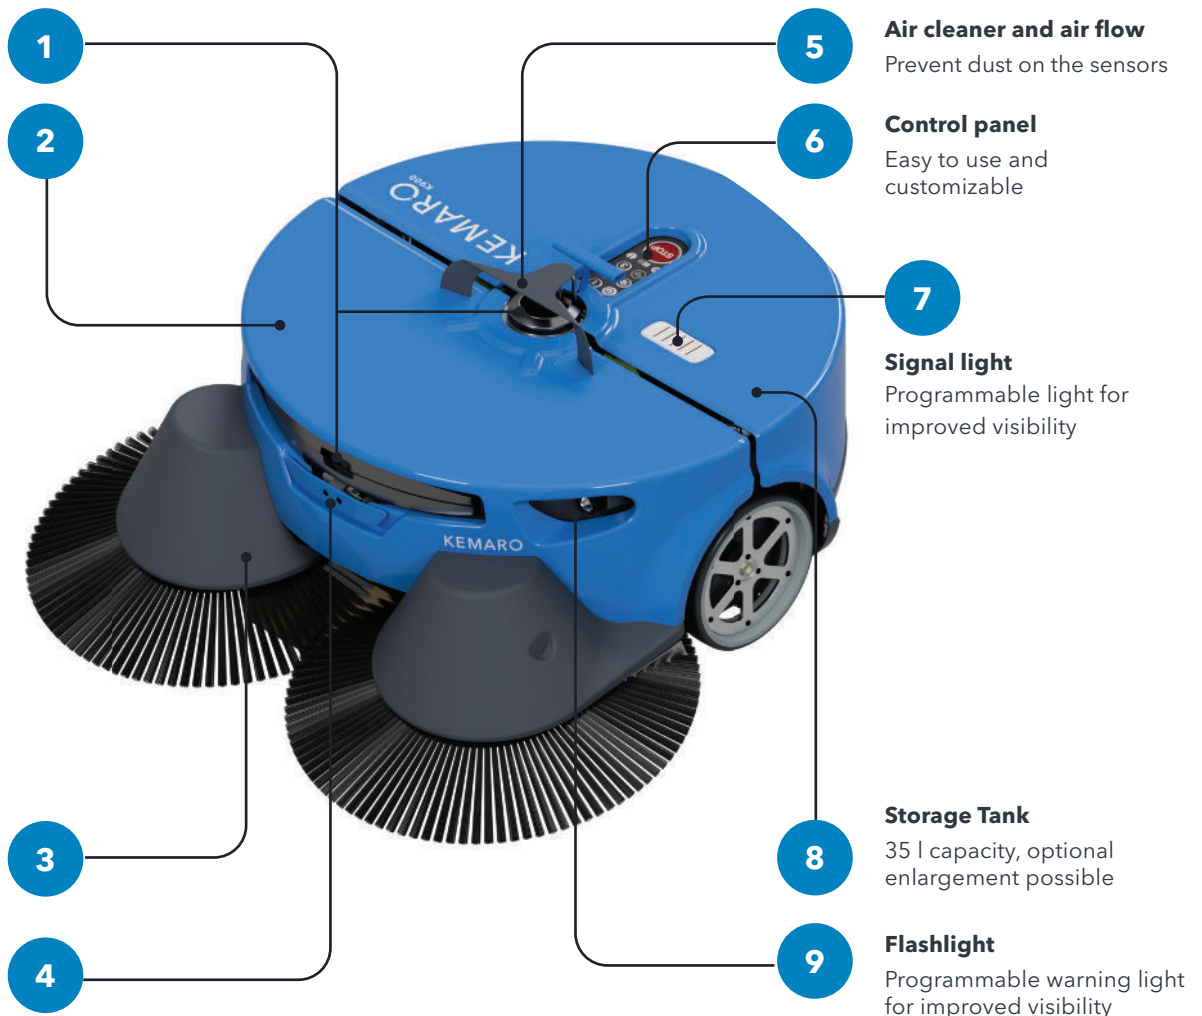 1
2
3
4
5
Air cleaner and air flow
Prevent dust on the sensors
6
Control panel
Easy to use and
customizable
7
Signal light
Programmable light for
improved visibility
8
Storage Tank
35 l capacity, optional
enlargement possible
9
Flashlight
Programmable warning light
for improved visibility
KEMARO
K900
STOP
KEMARO